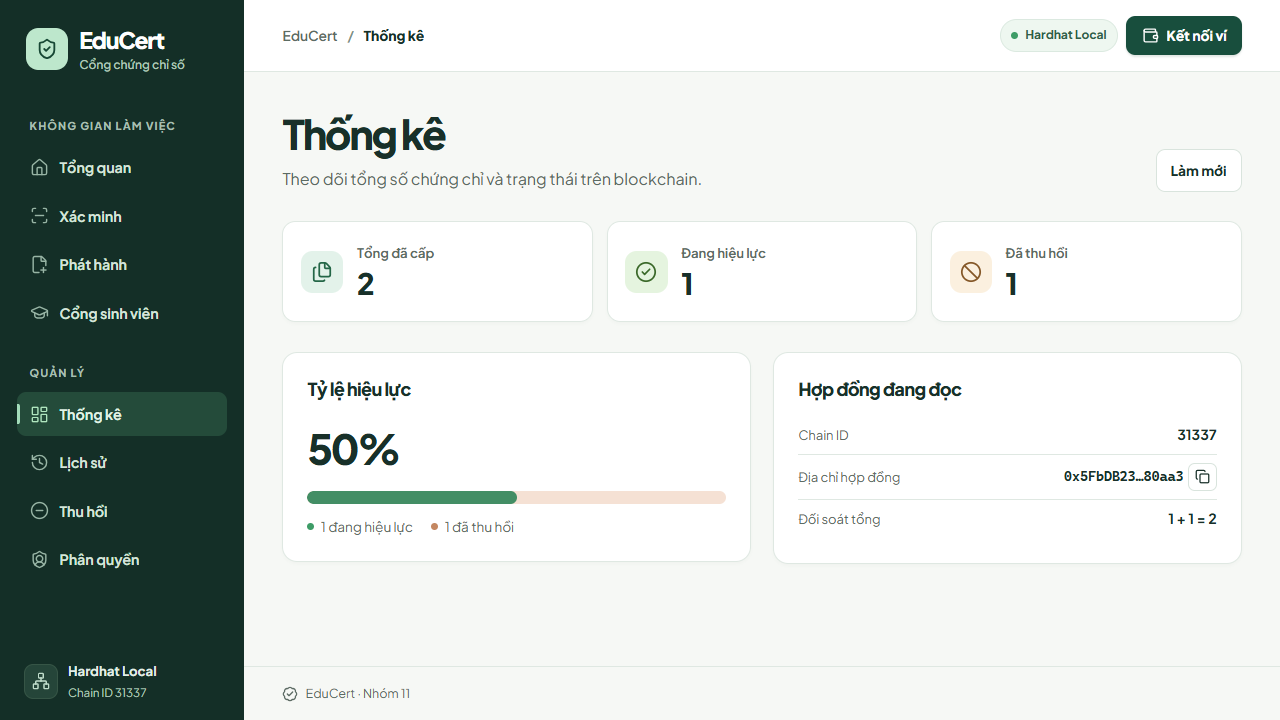 EduCert
Cổng chứng chỉ số
KHÔNG GIAN LÀM VIỆC
Tổng quan
Xác minh
Phát hành
Cổng sinh viên
QUẢN LÝ
Thống kê
Lịch sử
Thu hồi
Phân quyền
Hardhat Local
Chain ID 31337
EduCert / Thống kê
Hardhat Local
Kết nối ví
Thống kê
Theo dõi tổng số chứng chỉ và trạng thái trên blockchain.
Làm mới
Tổng đã cấp
2
Đang hiệu lực
1
Đã thu hồi
1
Tỷ lệ hiệu lực
50%
1 đang hiệu lực
1 đã thu hồi
Hợp đồng đang đọc
Chain ID 31337
Địa chỉ hợp đồng 0x5FbDB23…80aa3
Đối soát tổng 1 + 1 = 2
EduCert · Nhóm 11